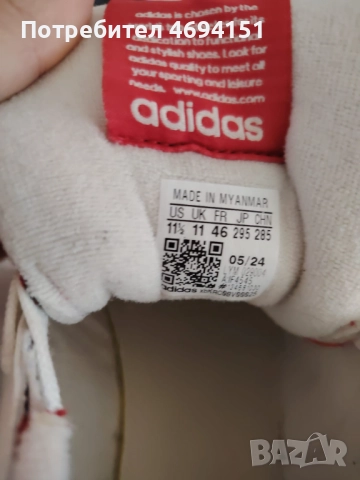 Потребител 4694151
adidas is chosen by the
and stylish shoes. Look for
adidas quality to meet all
your sporting and leisure
needs. www.adidas.com
adidas
MADE IN MYANMAR
US UK FR JP CHN
11½ 11 46 295 285
05/24
adidas
BAZAR